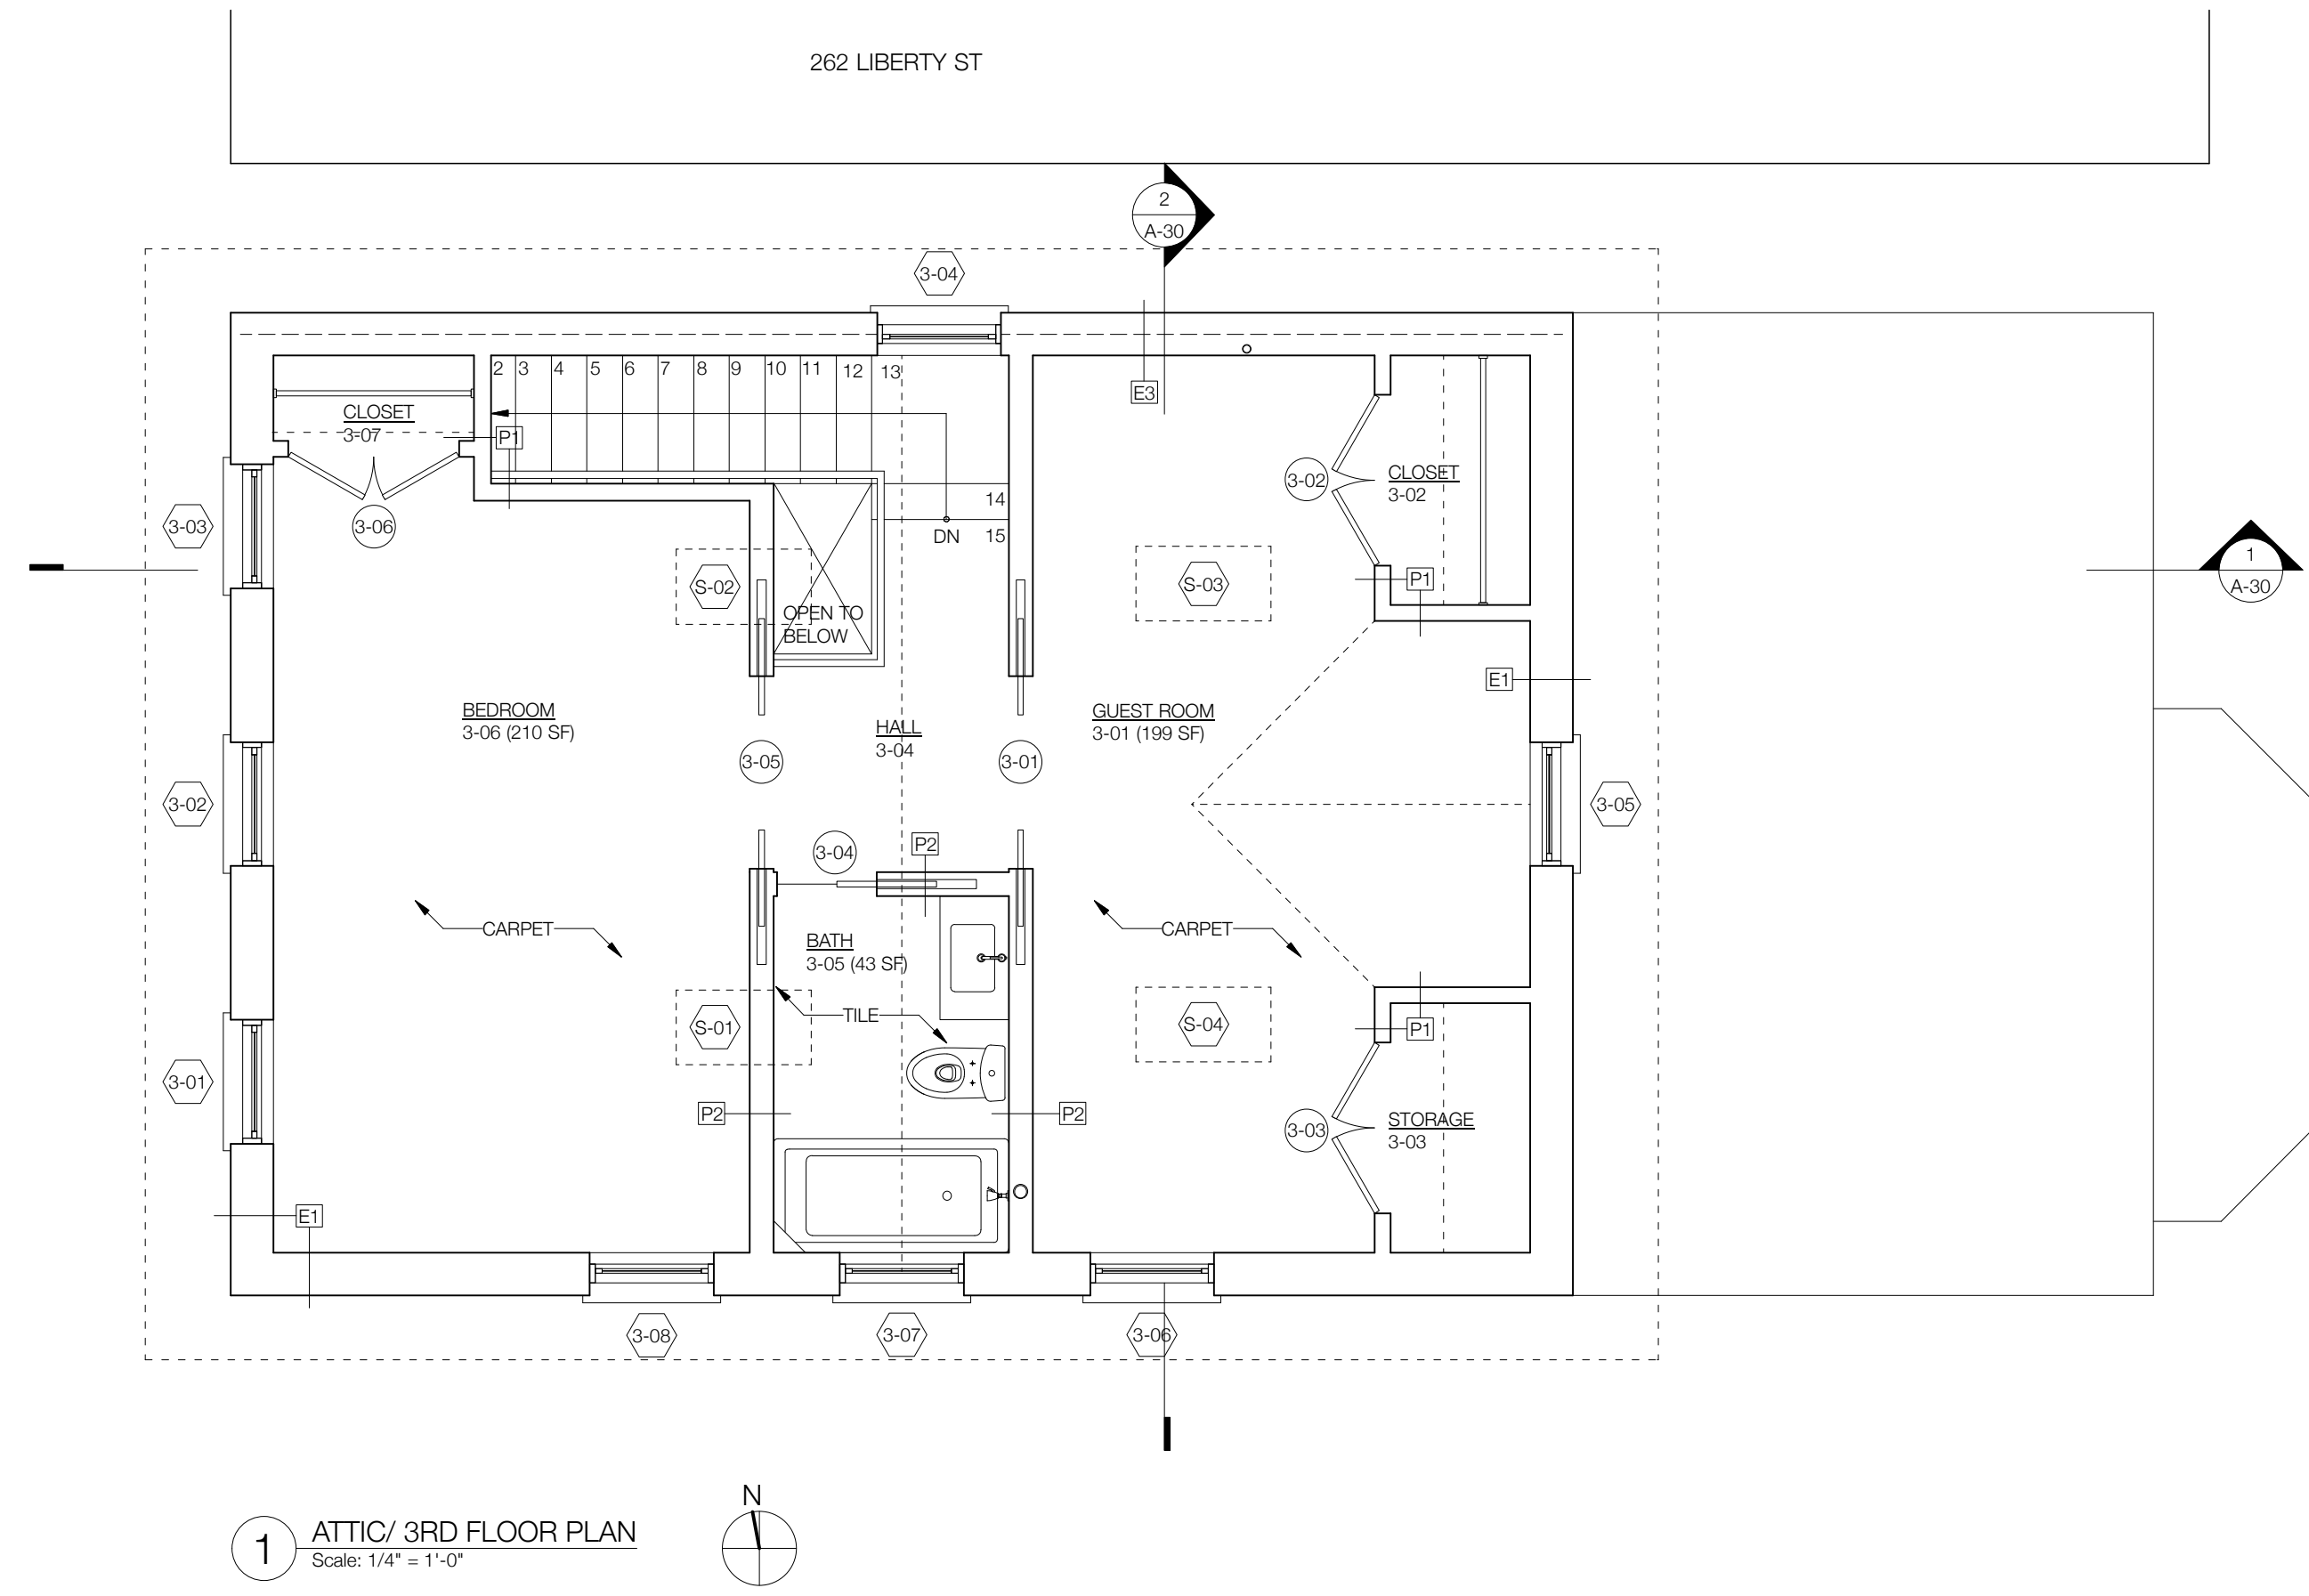 262 LIBERTY ST
2
A-30
3-04
2 3 4 5 6 7 8 9 10 11 12 13
E3
CLOSET
3-07
P1
3-03
3-06
14
DN 15
3-02
CLOSET
3-02
P1
1
A-30
S-02
OPEN TO
BELOW
S-03
E1
BEDROOM
3-06 (210 SF)
HALL
3-04
GUEST ROOM
3-01 (199 SF)
3-05
3-01
3-02
3-05
3-04
P2
CARPET
CARPET
BATH
3-05 (43 SF)
TILE
S-01
S-04
P1
3-01
P2
P2
3-03
STORAGE
3-03
E1
3-08
3-07
3-06
N
1
ATTIC/ 3RD FLOOR PLAN
Scale: 1/4" = 1'-0"